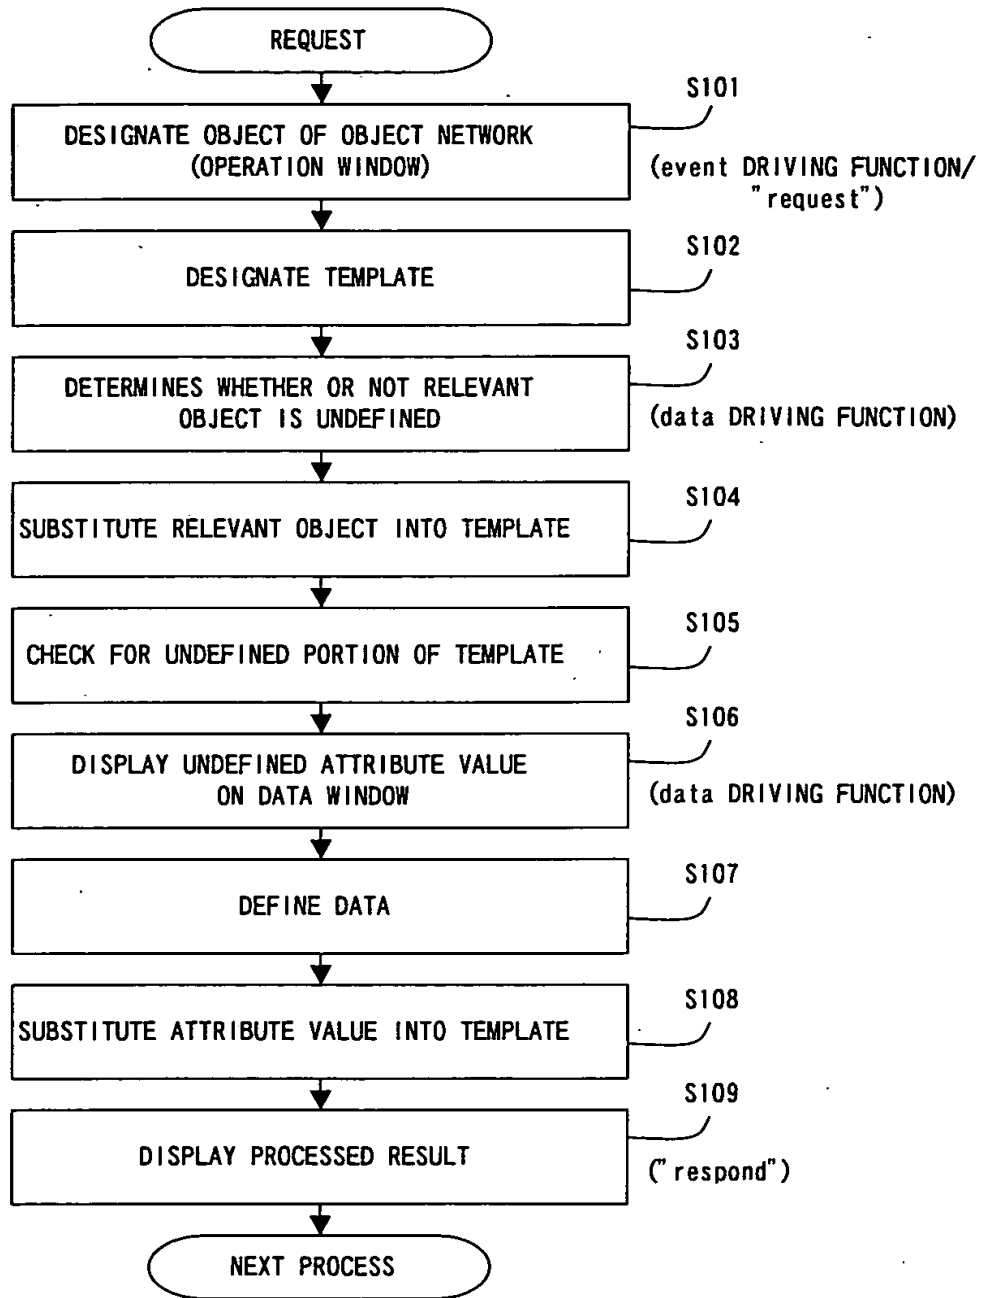 REQUEST
S101
DESIGNATE OBJECT OF OBJECT NETWORK
(OPERATION WINDOW)
(event DRIVING FUNCTION/
"request")
S102
DESIGNATE TEMPLATE
S103
DETERMINES WHETHER OR NOT RELEVANT
OBJECT IS UNDEFINED
(data DRIVING FUNCTION)
S104
SUBSTITUTE RELEVANT OBJECT INTO TEMPLATE
S105
CHECK FOR UNDEFINED PORTION OF TEMPLATE
S106
DISPLAY UNDEFINED ATTRIBUTE VALUE
ON DATA WINDOW
(data DRIVING FUNCTION)
S107
DEFINE DATA
S108
SUBSTITUTE ATTRIBUTE VALUE INTO TEMPLATE
S109
DISPLAY PROCESSED RESULT
("respond")
NEXT PROCESS